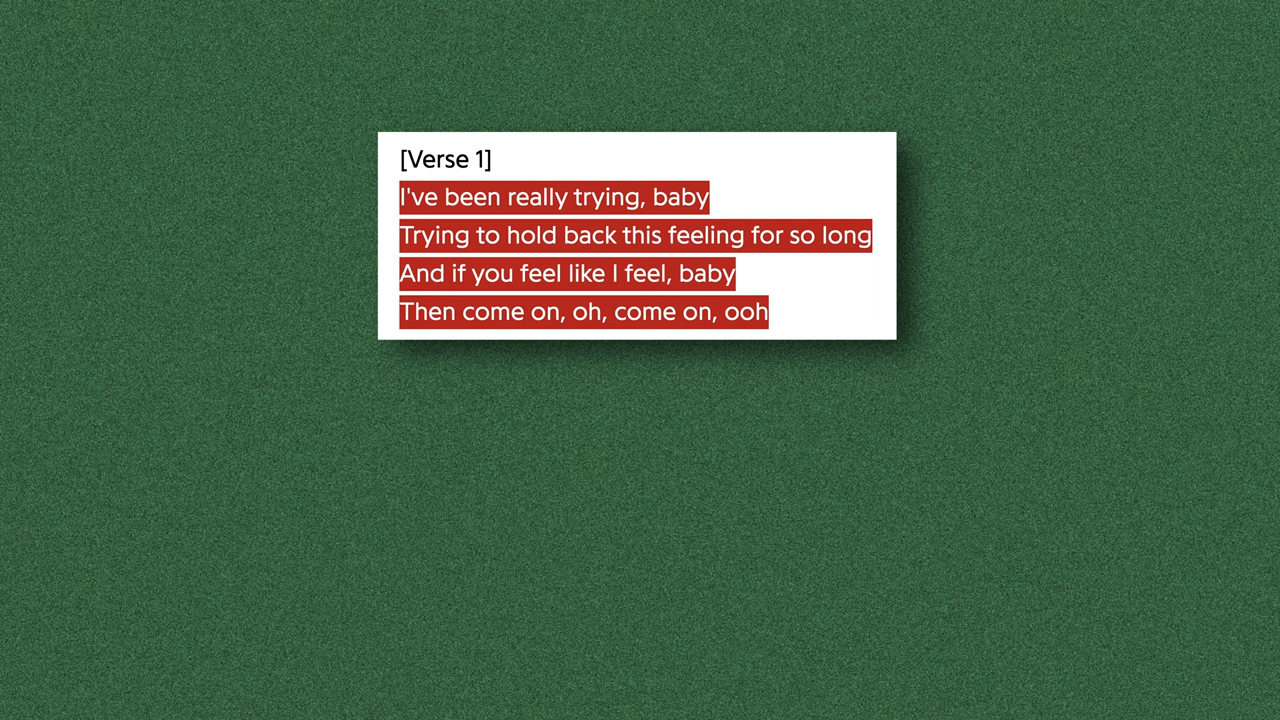 [Verse 1]
I've been really trying, baby
Trying to hold back this feeling for so long
And if you feel like I feel, baby
Then come on, oh, come on, ooh